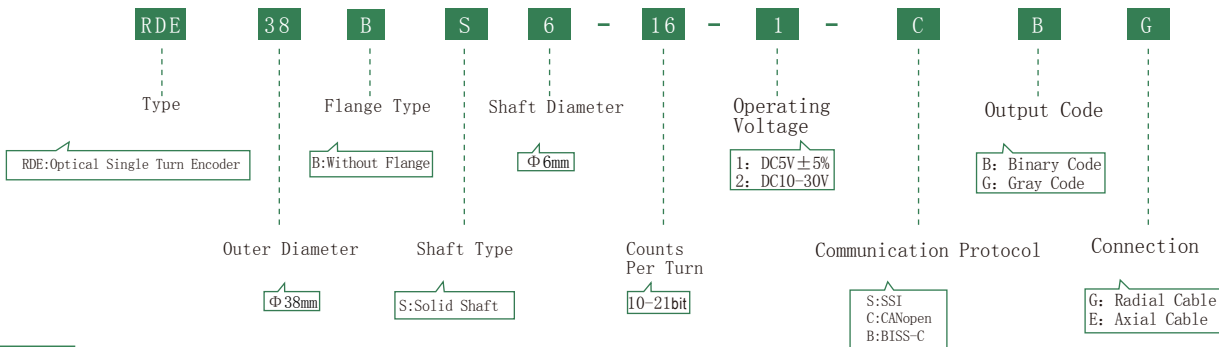 RDE 38 B S 6 - 16 - 1 - C B G
Type
RDE:Optical Single Turn Encoder
Flange Type
B:Without Flange
Shaft Diameter
Φ6mm
Operating
Voltage
1: DC5V±5%
2: DC10-30V
Output Code
B: Binary Code
G: Gray Code
Outer Diameter
Φ38mm
Shaft Type
S:Solid Shaft
Counts
Per Turn
10-21bit
Communication Protocol
S:SSI
C:CANopen
B:BISS-C
Connection
G: Radial Cable
E: Axial Cable